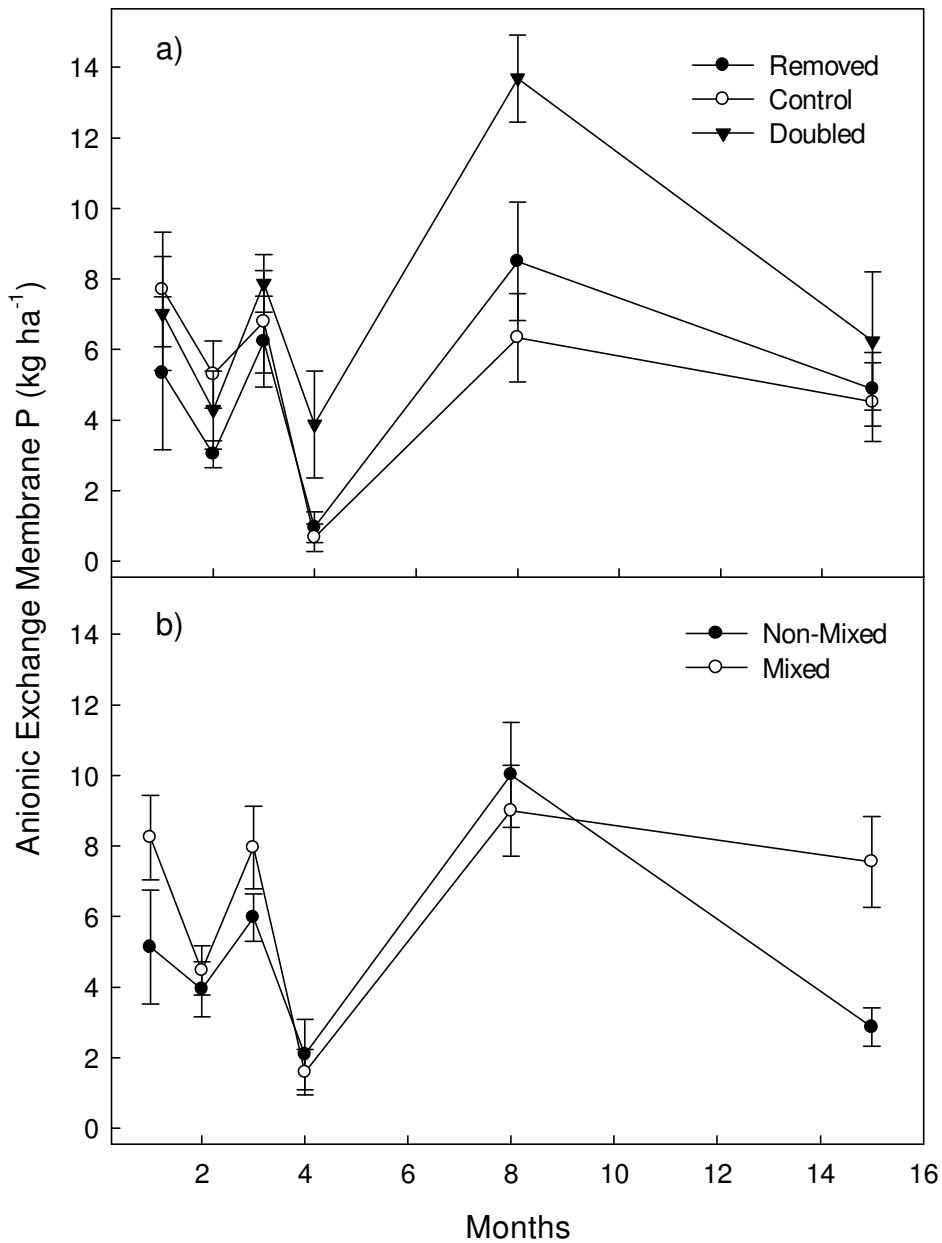 a)
Removed
Control
Doubled
14
12
10
8
6
4
2
0
Anionic Exchange Membrane P (kg ha⁻¹)
b)
Non-Mixed
Mixed
14
12
10
8
6
4
2
0
2 4 6 8 10 12 14 16
Months